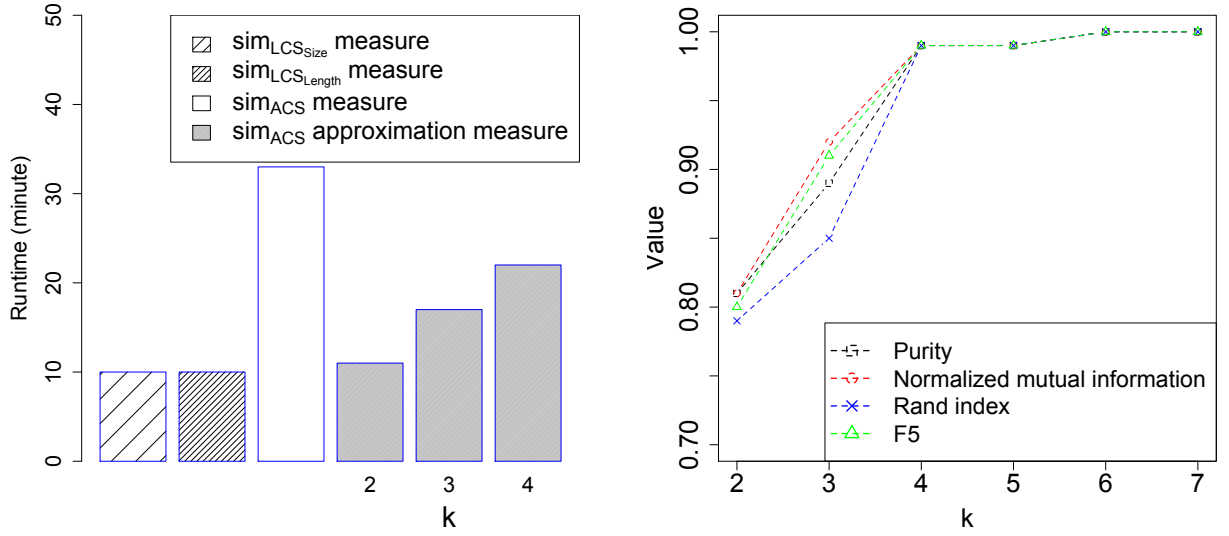 50
40
30
20
10
0
Runtime (minute)
simLCSSize measure
simLCSLength measure
simACS measure
simACS approximation measure
2 3 4
k
1.00
0.90
0.80
0.70
Value
Purity
Normalized mutual information
Rand index
F5
2 3 4 5 6 7
k